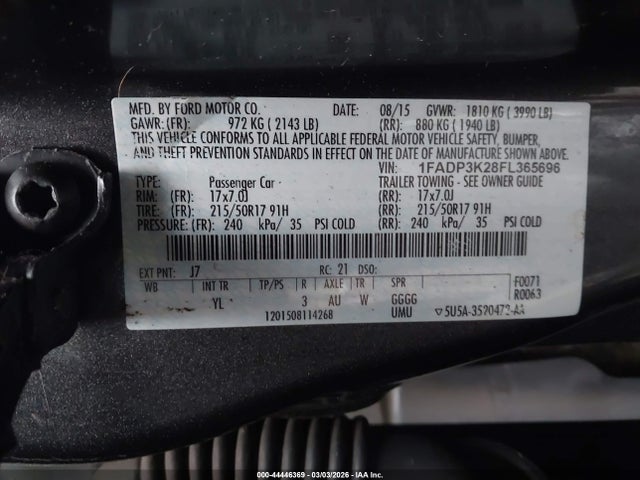 MFD. BY FORD MOTOR CO. DATE: 08/15 GVWR: 1810 KG ( 3990 LB)
GAWR: (FR): 972 KG ( 2143 LB) (RR): 880 KG ( 1940 LB)
THIS VEHICLE CONFORMS TO ALL APPLICABLE FEDERAL MOTOR VEHICLE SAFETY, BUMPER,
AND THEFT PREVENTION STANDARDS IN EFFECT ON THE DATE OF MANUFACTURE SHOWN ABOVE.
VIN: 1FADP3K28FL365696
TYPE: Passenger Car TRAILER TOWING - SEE OWNER GUIDE
RIM: (FR): 17x7.0J (RR): 17x7.0J
TIRE: (FR): 215/50R17 91H (RR): 215/50R17 91H
PRESSURE: (FR): 240 kPa/ 35 PSI COLD (RR): 240 kPa/ 35 PSI COLD
EXT PNT: J7 RC: 21 DSO:
WB INT TR TP/PS R AXLE TR SPR F0071
YL 3 AU W GGGG R0063
1201508114268 UMU 5U5A-3520472-AA
000-44446369 | 03/03/2026 - IAA Inc.